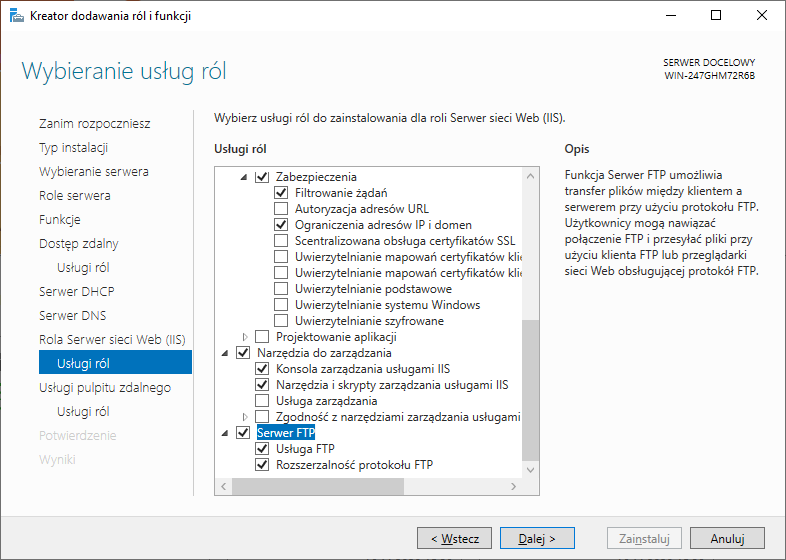 Kreator dodawania ról i funkcji
Wybieranie usług ról
SERWER DOCELOWY
WIN-247GHM72R6B
Zanim rozpoczniesz
Typ instalacji
Wybieranie serwera
Role serwera
Funkcje
Dostęp zdalny
Usługi ról
Serwer DHCP
Serwer DNS
Rola Serwer sieci Web (IIS)
Usługi ról
Usługi pulpitu zdalnego
Usługi ról
Potwierdzenie
Wyniki
Wybierz usługi ról do zainstalowania dla roli Serwer sieci Web (IIS).
Usługi ról
Zabezpieczenia
Filtrowanie żądań
Autoryzacja adresów URL
Ograniczenia adresów IP i domen
Scentralizowana obsługa certyfikatów SSL
Uwierzytelnianie mapowań certyfikatów kli
Uwierzytelnianie mapowań certyfikatów kli
Uwierzytelnianie podstawowe
Uwierzytelnianie systemu Windows
Uwierzytelnianie szyfrowane
Projektowanie aplikacji
Narzędzia do zarządzania
Konsola zarządzania usługami IIS
Narzędzia i skrypty zarządzania usługami IIS
Usługa zarządzania
Zgodność z narzędziami zarządzania usługami
Serwer FTP
Usługa FTP
Rozszerzalność protokołu FTP
Opis
Funkcja Serwer FTP umożliwia
transfer plików między klientem a
serwerem przy użyciu protokołu FTP.
Użytkownicy mogą nawiązać
połączenie FTP i przesyłać pliki przy
użyciu klienta FTP lub przeglądarki
sieci Web obsługującej protokół FTP.
< Wstecz
Dalej >
Zainstaluj
Anuluj